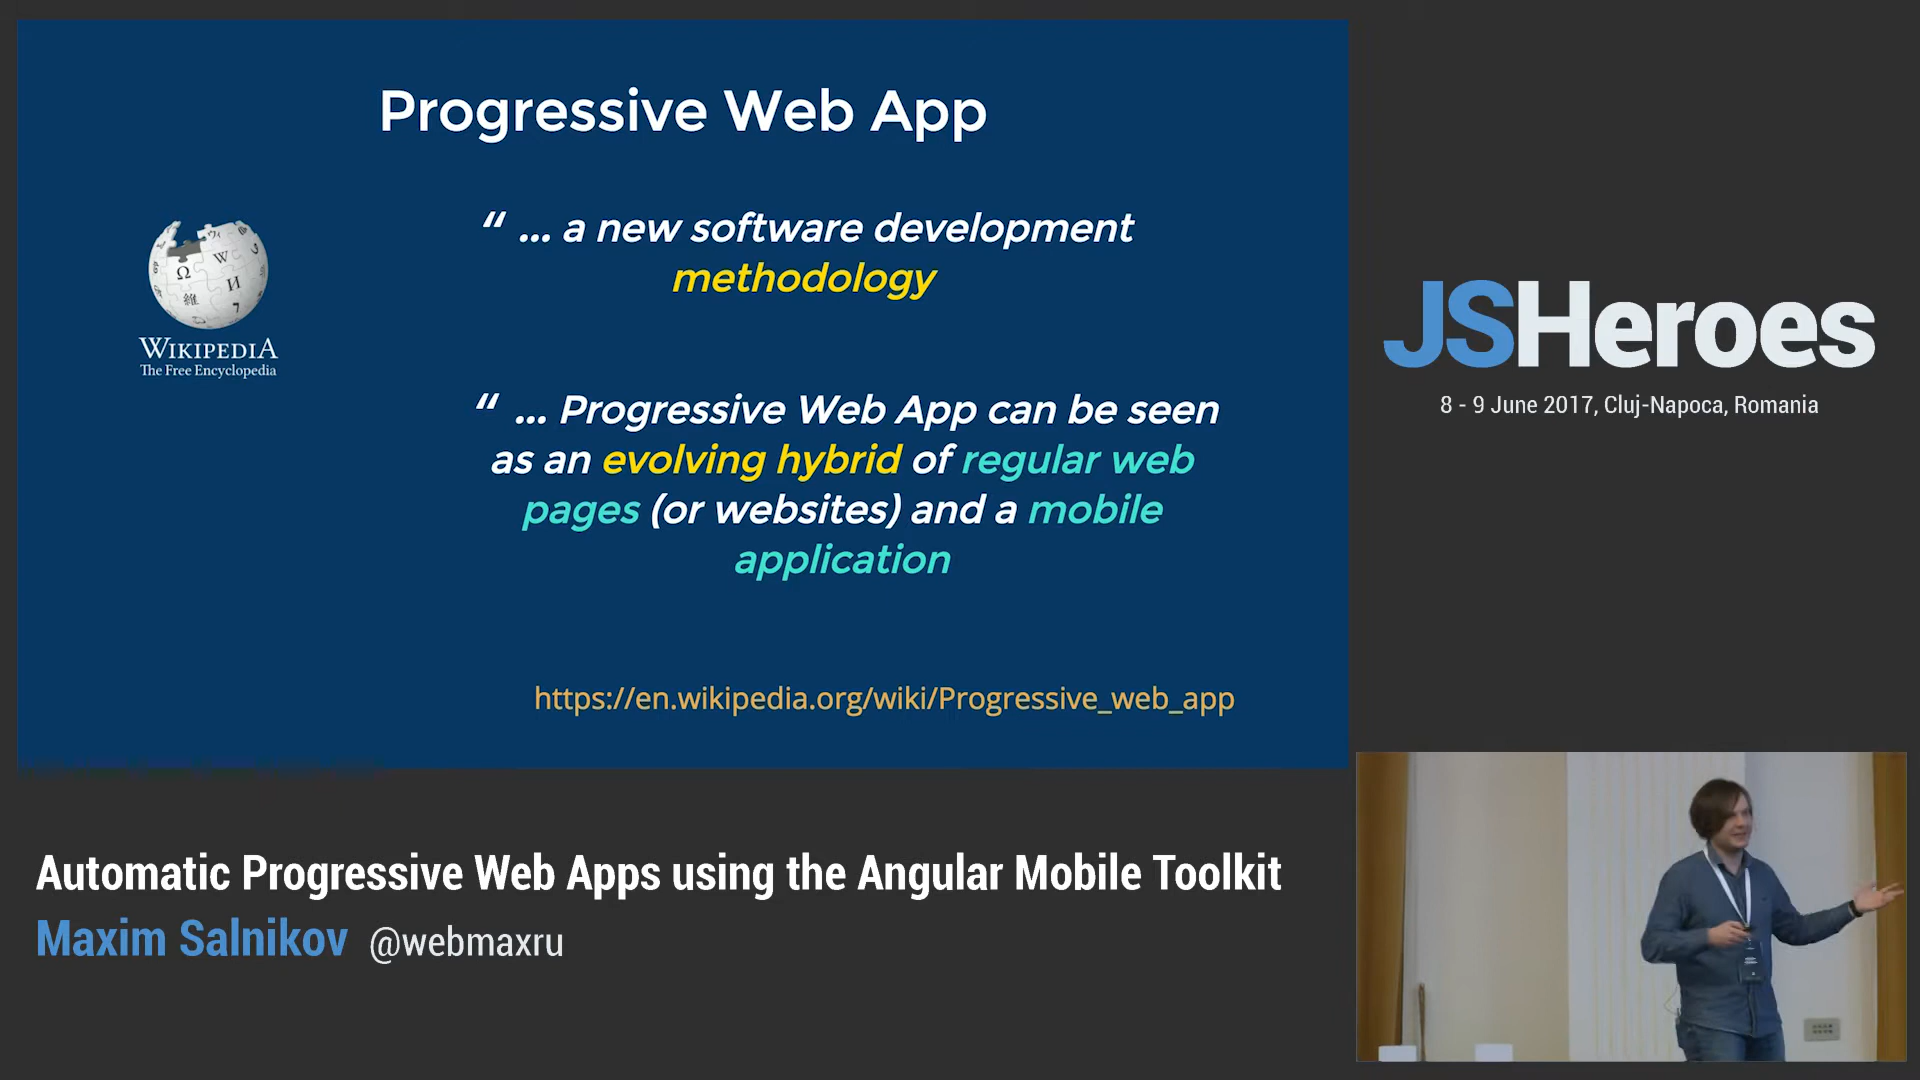 Progressive Web App
“ ... a new software development
methodology
WIKIPEDIA
The Free Encyclopedia
“ ... Progressive Web App can be seen
as an evolving hybrid of regular web
pages (or websites) and a mobile
application
https://en.wikipedia.org/wiki/Progressive_web_app
JSHeroes
8 - 9 June 2017, Cluj-Napoca, Romania
Automatic Progressive Web Apps using the Angular Mobile Toolkit
Maxim Salnikov @webmaxru